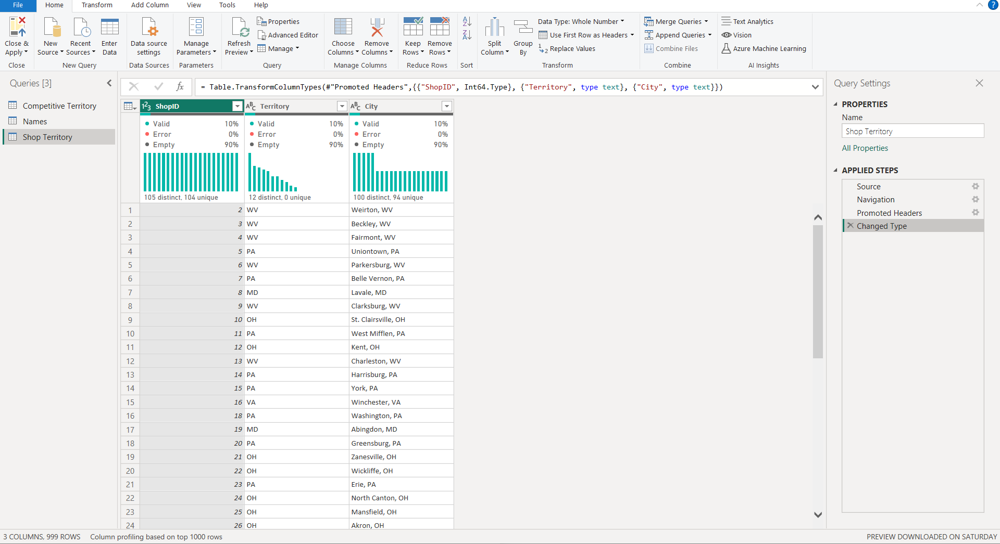 File Home Transform Add Column View Tools Help
?
Close & Apply
New Source
Recent Sources
Enter Data
Data source settings
Manage Parameters
Refresh Preview
Properties
Advanced Editor
Manage
Choose Columns
Remove Columns
Keep Rows
Remove Rows
A
Z
Z
A
Split Column
Group By
Data Type: Whole Number
Use First Row as Headers
1
2 Replace Values
Merge Queries
Append Queries
Combine Files
Text Analytics
Vision
Azure Machine Learning
Close New Query Data Sources Parameters Query Manage Columns Reduce Rows Sort Transform Combine AI Insights
Queries [3]
Competitive Territory
Names
Shop Territory
fx = Table.TransformColumnTypes(#"Promoted Headers",{{"ShopID", Int64.Type}, {"Territory", type text}, {"City", type text}})
123 ShopID ABC Territory ABC City
Valid 10% Valid 10% Valid 10%
Error 0% Error 0% Error 0%
Empty 90% Empty 90% Empty 90%
105 distinct, 104 unique 12 distinct, 0 unique 100 distinct, 94 unique
1 2 WV Weirton, WV
2 3 WV Beckley, WV
3 4 WV Fairmont, WV
4 5 PA Uniontown, PA
5 6 WV Parkersburg, WV
6 7 PA Belle Vernon, PA
7 8 MD Lavale, MD
8 9 WV Clarksburg, WV
9 10 OH St. Clairsville, OH
10 11 PA West Mifflen, PA
11 12 OH Kent, OH
12 13 WV Charleston, WV
13 14 PA Harrisburg, PA
14 15 PA York, PA
15 16 VA Winchester, VA
16 18 PA Washington, PA
17 19 MD Abingdon, MD
18 20 PA Greensburg, PA
19 21 OH Zanesville, OH
20 22 OH Wickliffe, OH
21 23 PA Erie, PA
22 24 OH North Canton, OH
23 25 OH Mansfield, OH
24 26 OH Akron, OH
Query Settings
PROPERTIES
Name
Shop Territory
All Properties
APPLIED STEPS
Source
Navigation
Promoted Headers
Changed Type
3 COLUMNS, 999 ROWS Column profiling based on top 1000 rows PREVIEW DOWNLOADED ON SATURDAY